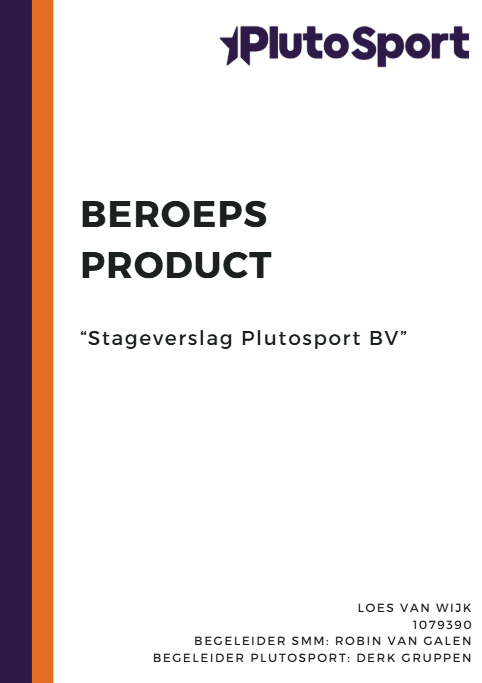 PlutoSport
BEROEPS
PRODUCT
“Stageverslag Plutosport BV”
LOES VAN WIJK
1079390
BEGELEIDER SMM: ROBIN VAN GALEN
BEGELEIDER PLUTOSPORT: DERK GRUPPEN